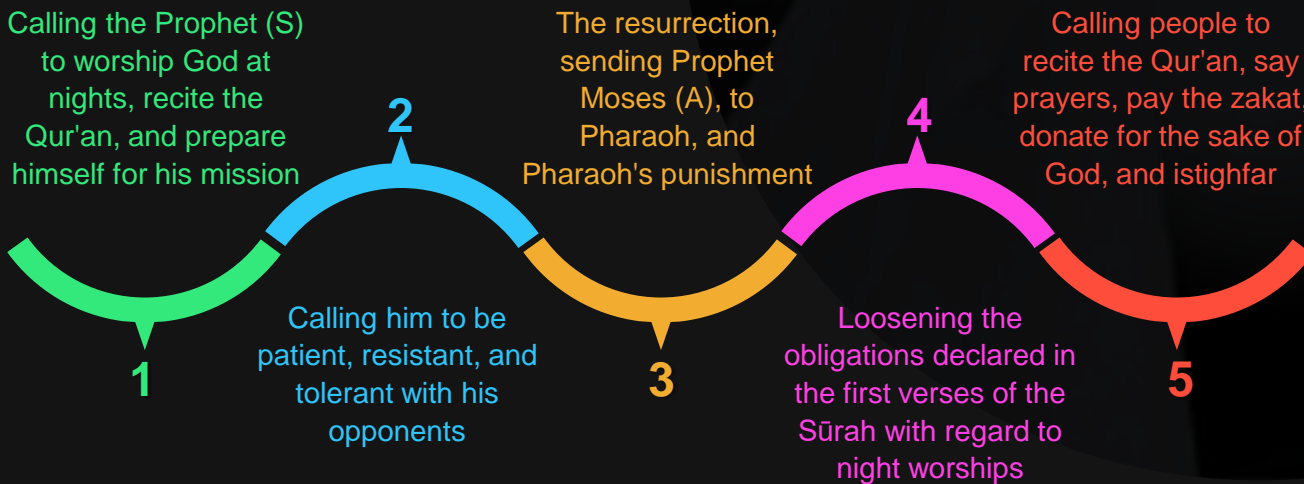 Calling the Prophet (S)
to worship God at
nights, recite the
Qur'an, and prepare
himself for his mission
1
2
Calling him to be
patient, resistant, and
tolerant with his
opponents
The resurrection,
sending Prophet
Moses (A), to
Pharaoh, and
Pharaoh's punishment
3
4
Loosening the
obligations declared in
the first verses of the
Sūrah with regard to
night worships
Calling people to
recite the Qur'an, say
prayers, pay the zakat,
donate for the sake of
God, and istighfar
5